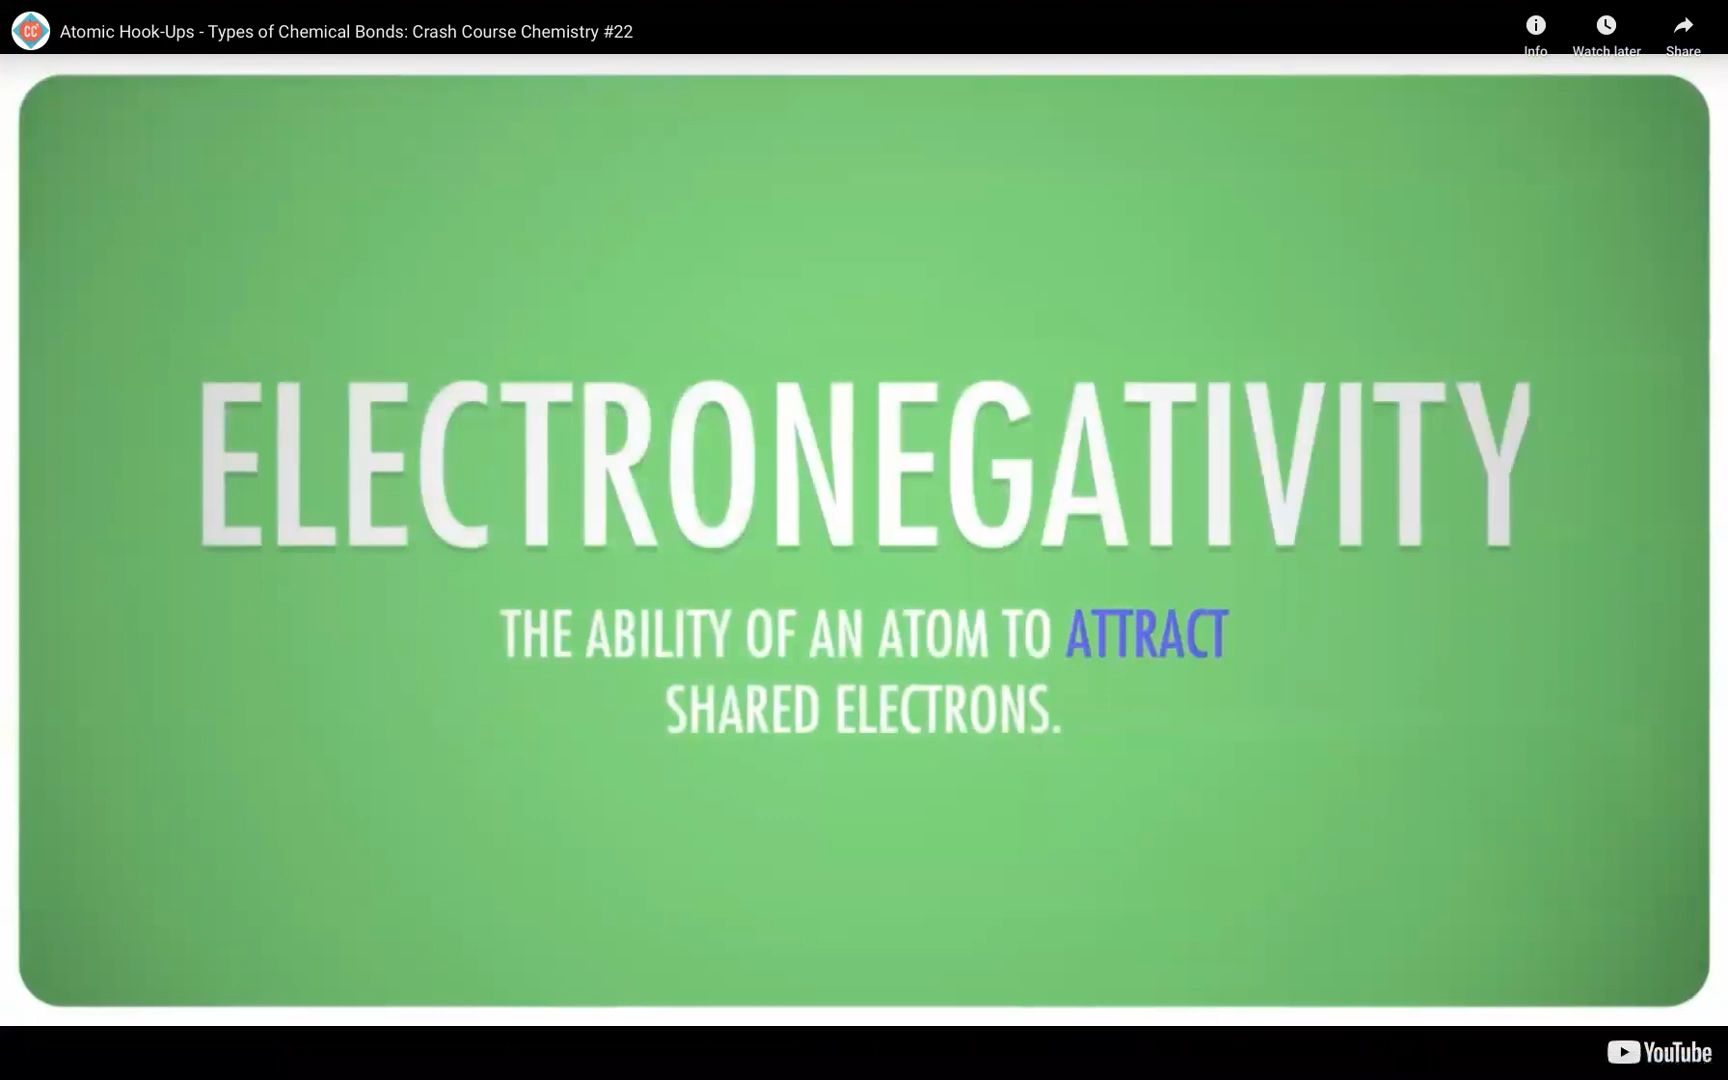 CC
Atomic Hook-Ups - Types of Chemical Bonds: Crash Course Chemistry #22
Info
Watch later
Share
ELECTRONEGATIVITY
THE ABILITY OF AN ATOM TO ATTRACT
SHARED ELECTRONS.
YouTube